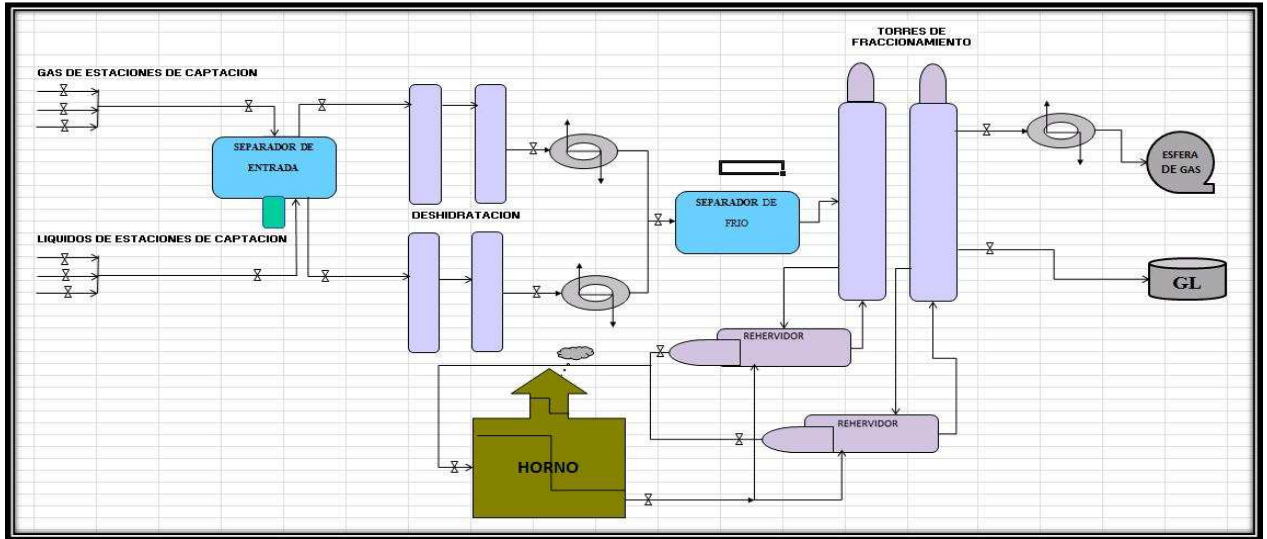 TORRES DE
FRACCIONAMIENTO
GAS DE ESTACIONES DE CAPTACION
SEPARADOR DE
ENTRADA
ESFERA
DE GAS
DESHIDRATACION
SEPARADOR DE
FRIO
LIQUIDOS DE ESTACIONES DE CAPTACION
GL
REHERVIDOR
REHERVIDOR
HORNO